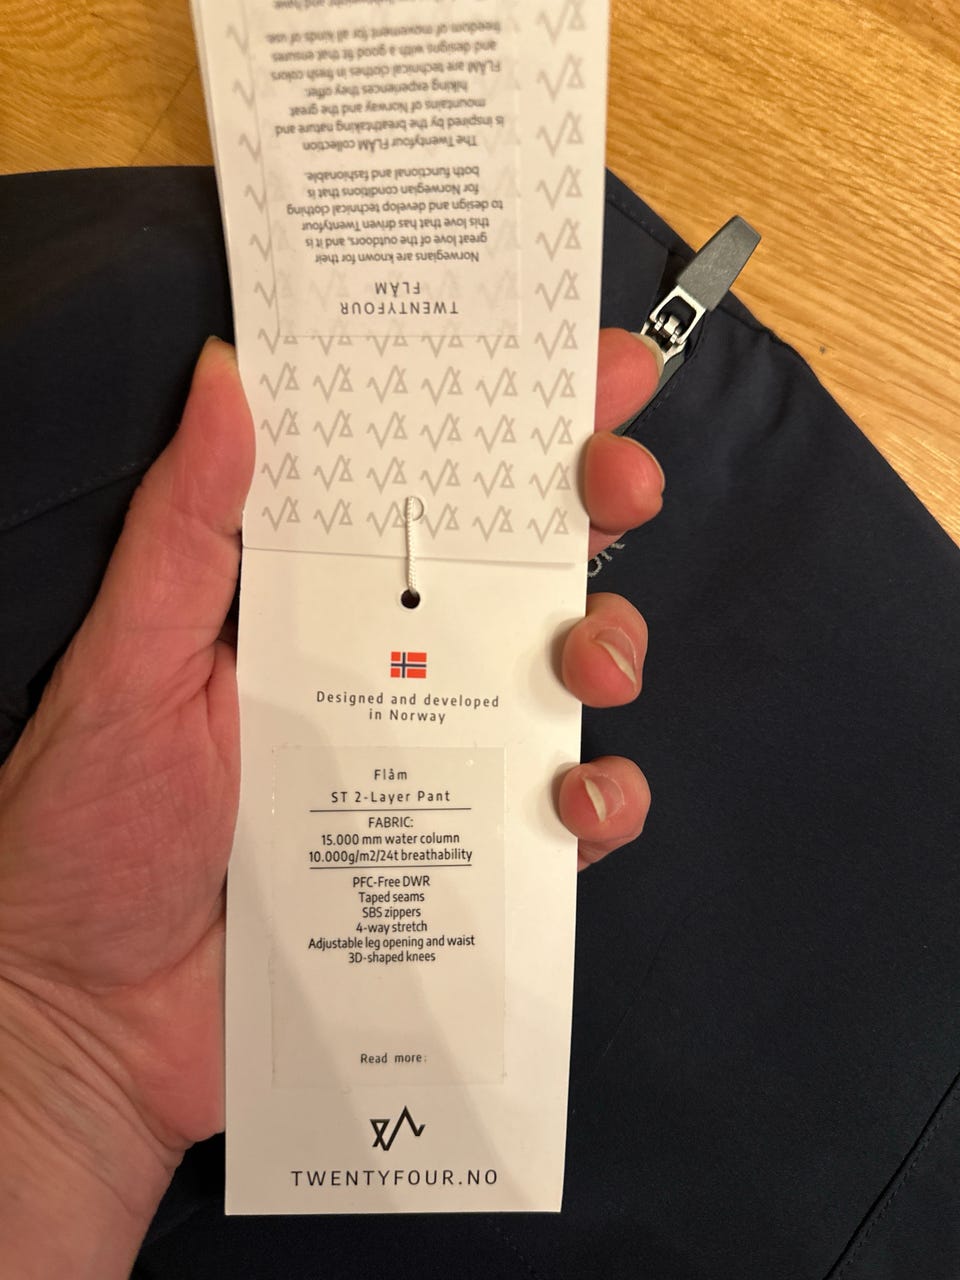 TWENTYFOUR
FLÅM
Norwegians are known for their
great love of the outdoors, and it is
this love that has driven Twentyfour
to design and develop technical clothing
for Norwegian conditions that is
both functional and fashionable.
The Twentyfour FLÅM collection
is inspired by the breathtaking nature and
mountains of Norway and the great
hiking experiences they offer.
FLÅM are technical clothes in fresh colors
and designs with a good fit that ensures
freedom of movement for all kinds of use.
and have
Designed and developed
in Norway
Flåm
ST 2-Layer Pant
FABRIC:
15.000 mm water column
10.000g/m2/24t breathability
PFC-Free DWR
Taped seams
SBS zippers
4-way stretch
Adjustable leg opening and waist
3D-shaped knees
Read more:
TWENTYFOUR.NO